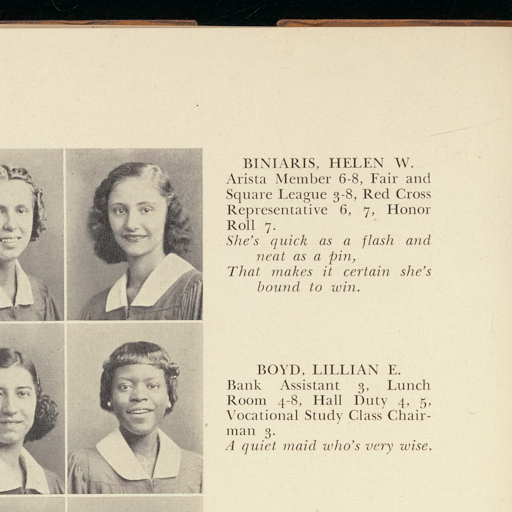 BINIARIS, HELEN W.
Arista Member 6-8, Fair and
Square League 3-8, Red Cross
Representative 6, 7, Honor
Roll 7.
She's quick as a flash and
neat as a pin,
That makes it certain she's
bound to win.
BOYD, LILLIAN E.
Bank Assistant 3, Lunch
Room 4-8, Hall Duty 4, 5,
Vocational Study Class Chair-
man 3.
A quiet maid who's very wise.